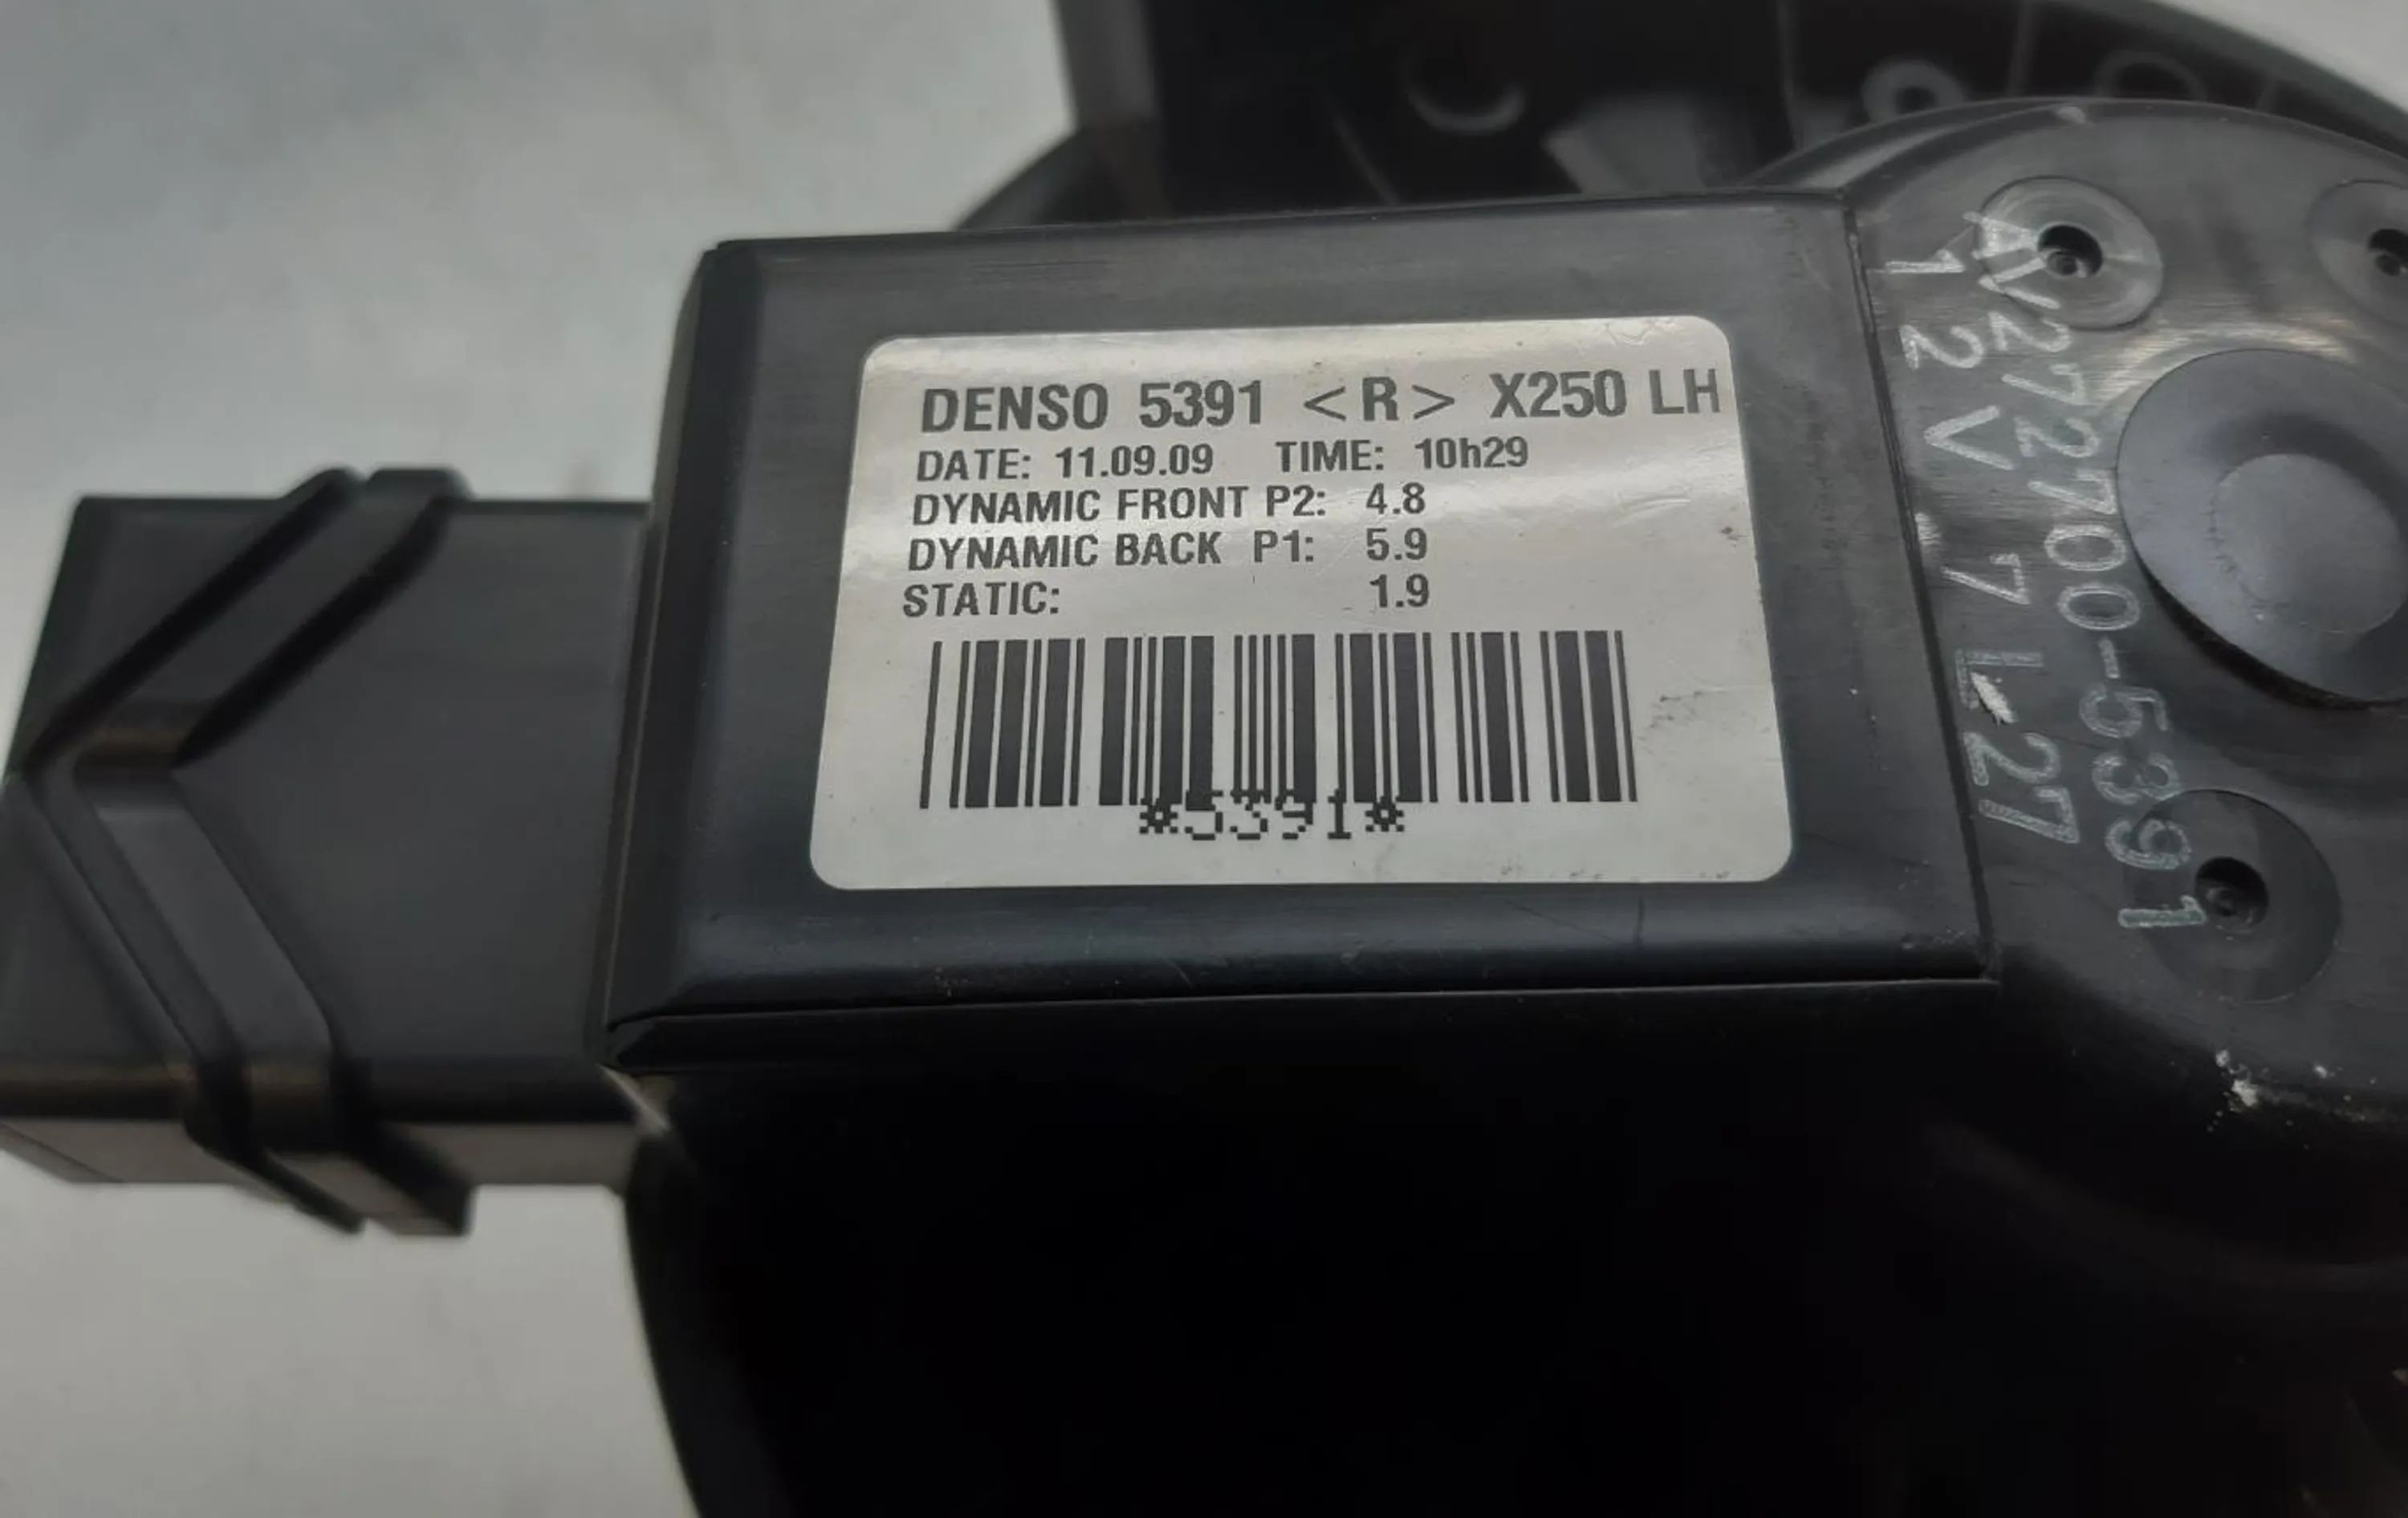 DENSO 5391 <R> X250 LH
DATE: 11.09.09 TIME: 10h29
DYNAMIC FRONT P2: 4.8
DYNAMIC BACK P1: 5.9
STATIC: 1.9
*5391*
AV272700-5391
12V 7 L27